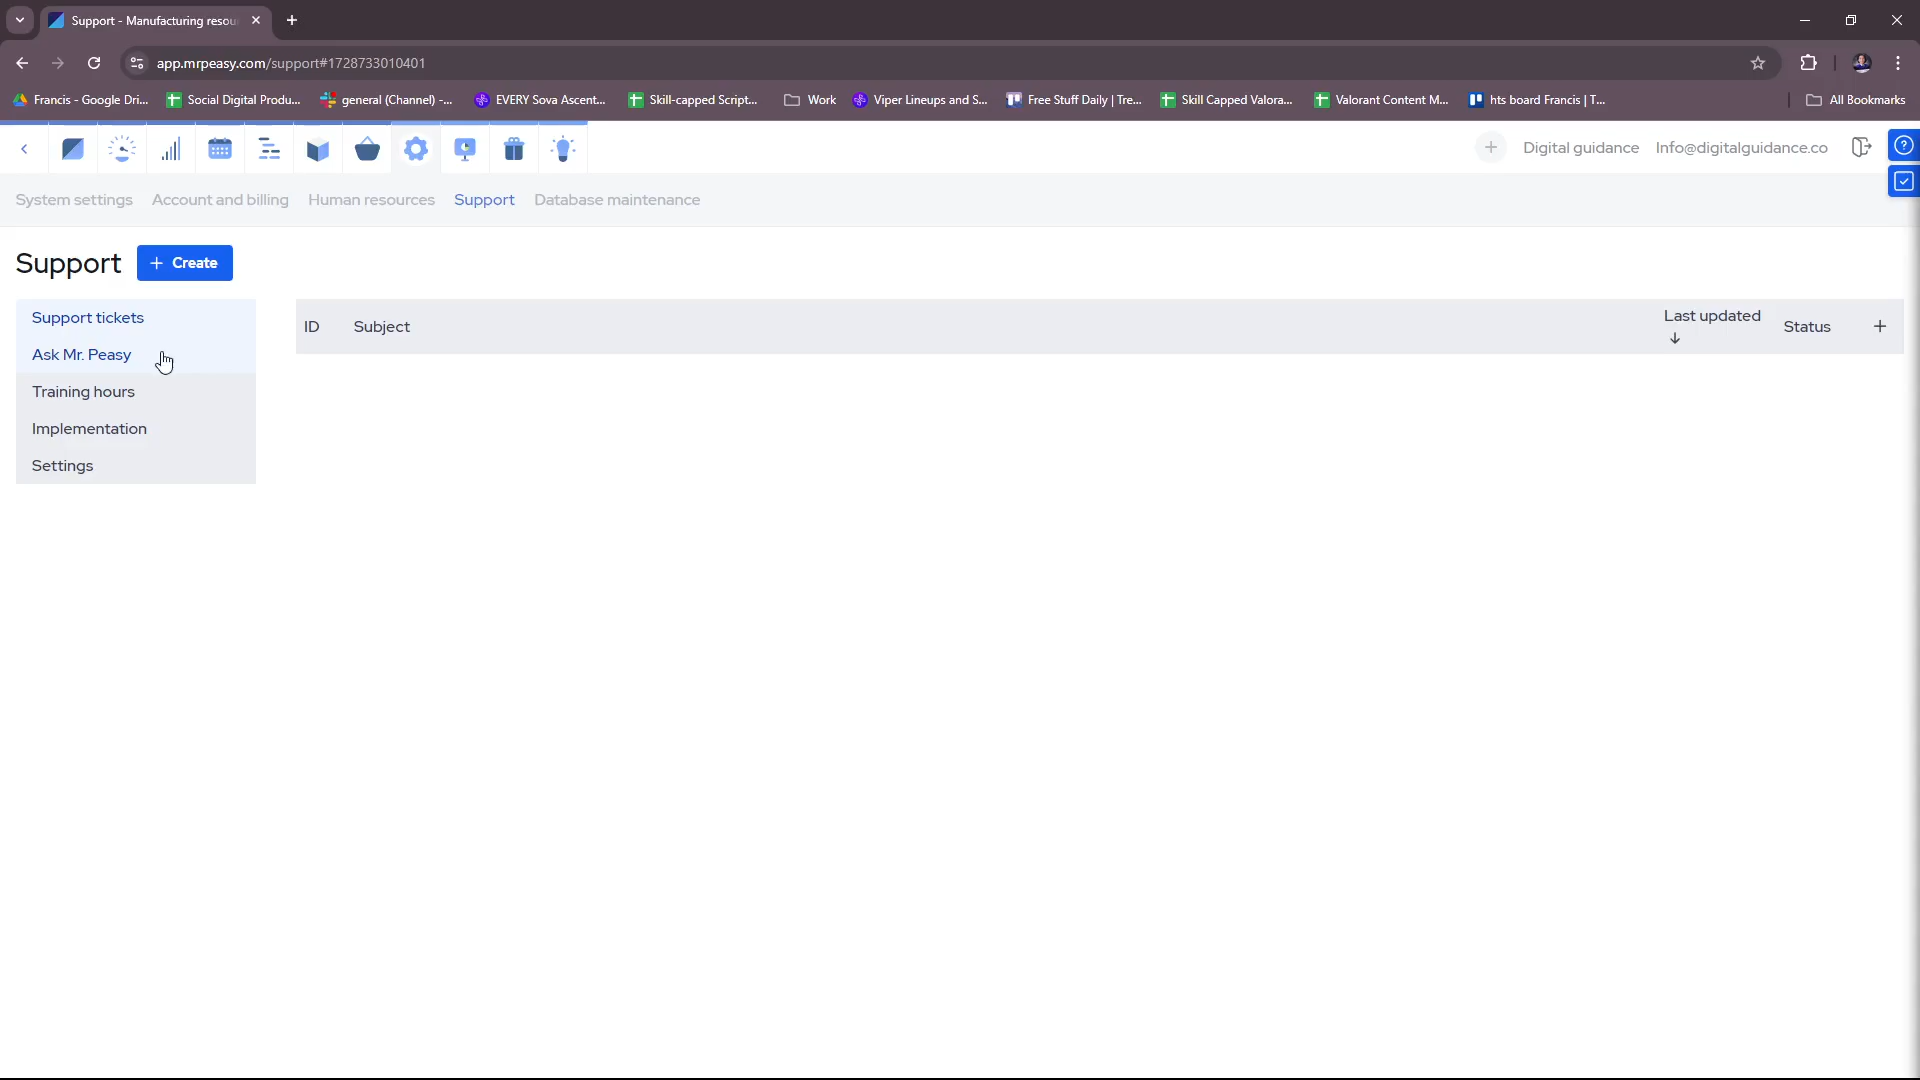 Support - Manufacturing resou
app.mrpeasy.com/support#1728733010401
Francis - Google Dri...
Social Digital Produ...
general (Channel) -...
EVERY Sova Ascent...
Skill-capped Script...
Work
Viper Lineups and S...
Free Stuff Daily | Tre...
Skill Capped Valora...
Valorant Content M...
hts board Francis | T...
All Bookmarks
Digital guidance
Info@digitalguidance.co
System settings
Account and billing
Human resources
Support
Database maintenance
Support
+ Create
Support tickets
Ask Mr. Peasy
Training hours
Implementation
Settings
ID
Subject
Last updated
↓
Status
+